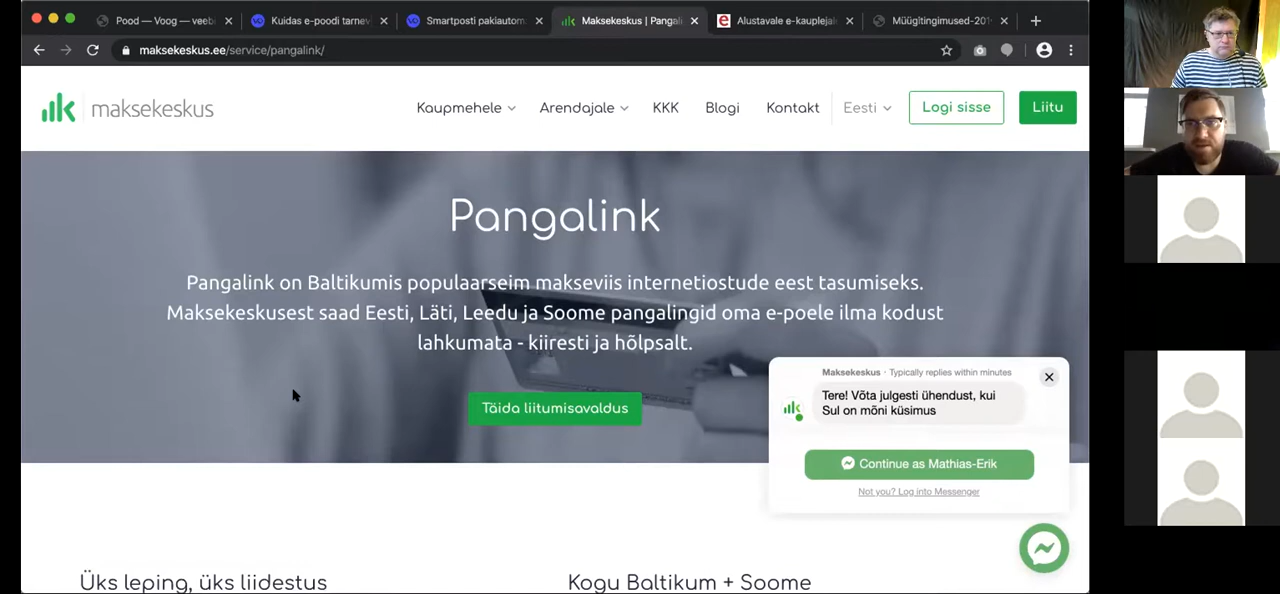 Pood — Voog — veeb
Kuidas e-poodi tarnev
Smartposti pakiautom
Maksekeskus | Pangali
Alustavale e-kauplejale
Müügitingimused-201
maksekeskus.ee/service/pangalink/
maksekeskus
Kaupmehele
Arendajale
KKK
Blogi
Kontakt
Eesti
Logi sisse
Liitu
Pangalink
Pangalink on Baltikumis populaarseim makseviis internetiostude eest tasumiseks.
Maksekeskusest saad Eesti, Läti, Leedu ja Soome pangalingid oma e-poele ilma kodust
lahkumata - kiiresti ja hõlpsalt.
Täida liitumisavaldus
Maksekeskus · Typically replies within minutes
Tere! Võta julgesti ühendust, kui
Sul on mõni küsimus
Continue as Mathias-Erik
Not you? Log into Messenger
Üks leping, üks liidestus
Kogu Baltikum + Soome